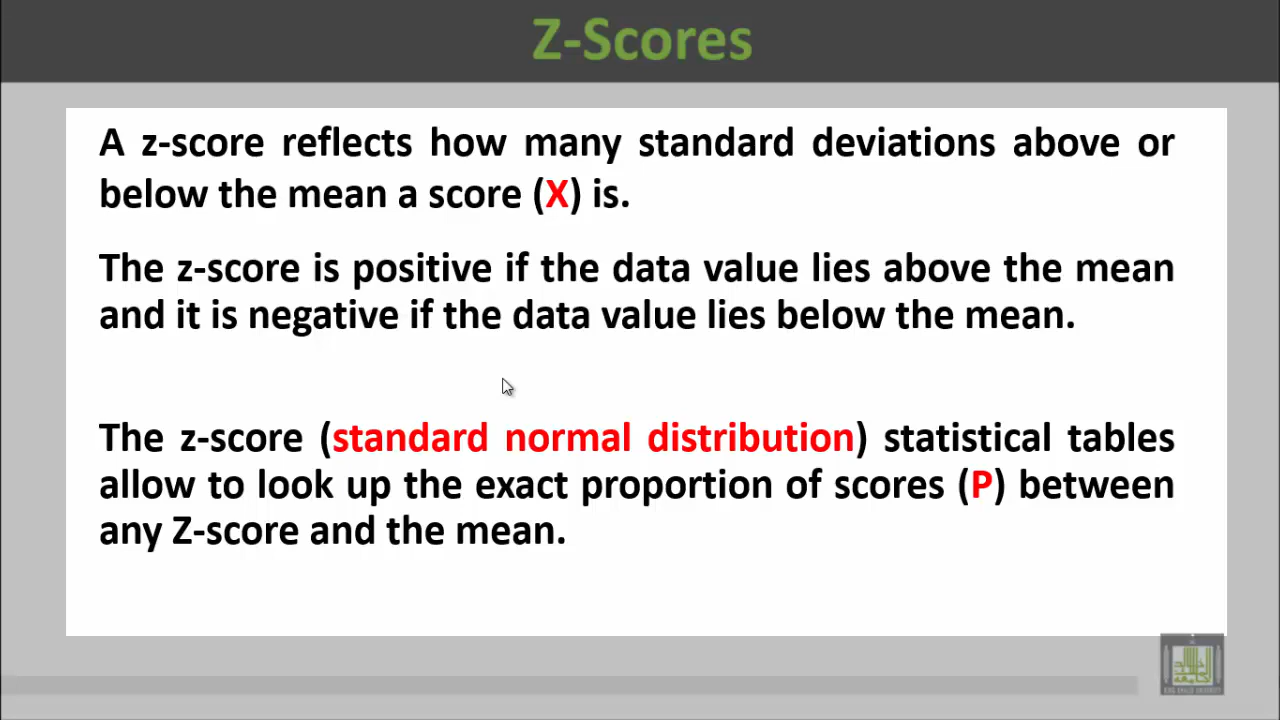 Z-Scores
A z-score reflects how many standard deviations above or
below the mean a score (X) is.
The z-score is positive if the data value lies above the mean
and it is negative if the data value lies below the mean.
The z-score (standard normal distribution) statistical tables
allow to look up the exact proportion of scores (P) between
any Z-score and the mean.
KING KHALID UNIVERSITY